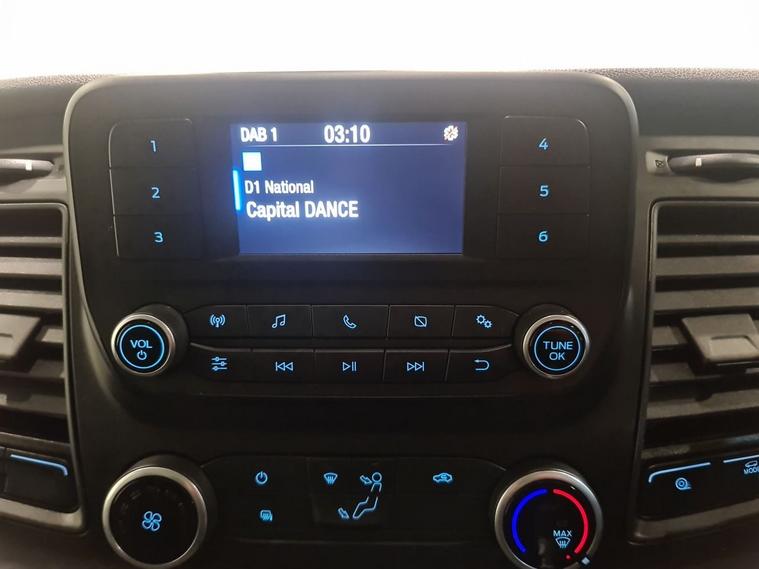 DAB 1 03:10
D1 National
Capital DANCE
1
2
3
4
5
6
VOL
TUNE
OK
MAX